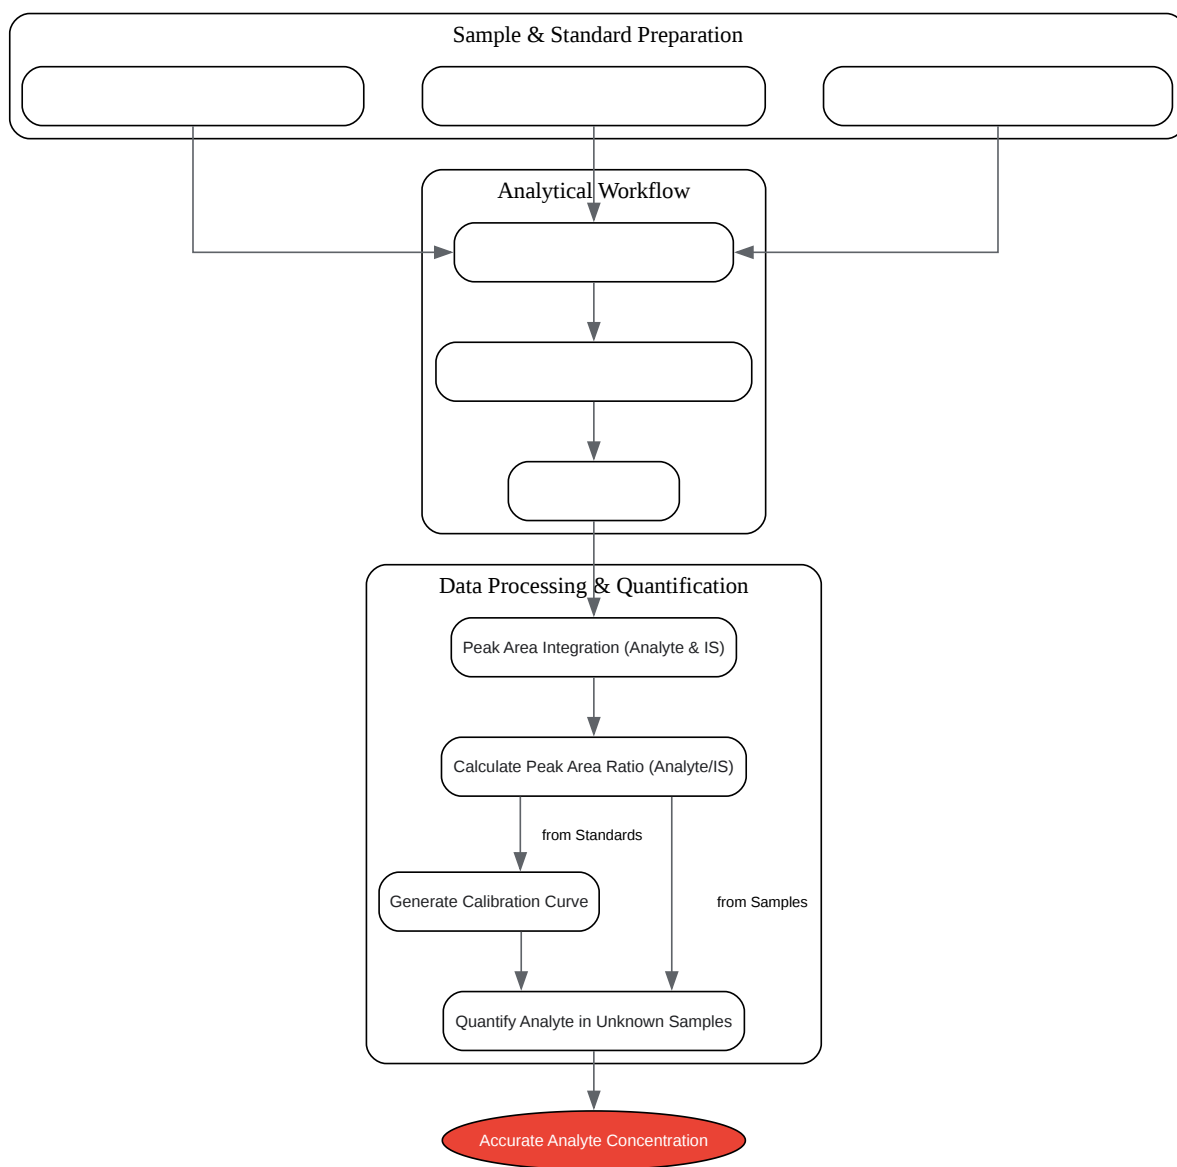 Sample & Standard Preparation
Analytical Workflow
Data Processing & Quantification
Peak Area Integration (Analyte & IS)
Calculate Peak Area Ratio (Analyte/IS)
from Standards
Generate Calibration Curve
from Samples
Quantify Analyte in Unknown Samples
Accurate Analyte Concentration